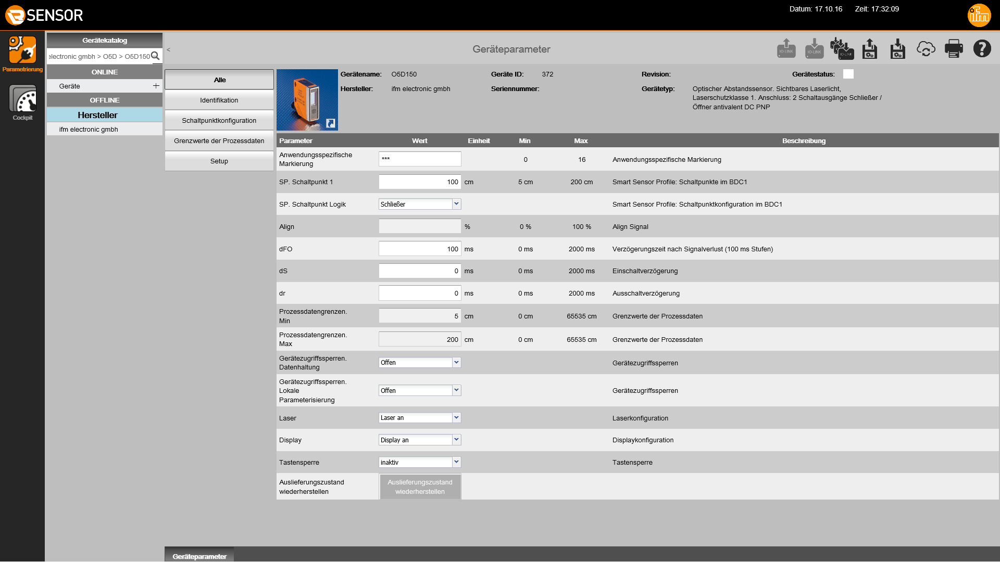 SENSOR
Datum: 17.10.16
Zeit: 17:32:09
ifm
Gerätekatalog
electronic gmbh > O5D > O5D150
<
Geräteparameter
IO-LINK
IO-LINK
IO-LINK
?
Parametrierung
Cockpit
ONLINE
Geräte
OFFLINE
Hersteller
ifm electronic gmbh
Alle
Identifikation
Schaltpunktkonfiguration
Grenzwerte der Prozessdaten
Setup
Gerätename: O5D150 Geräte ID: 372 Revision: Gerätestatus:
Hersteller: ifm electronic gmbh Seriennummer: Gerätetyp: Optischer Abstandssensor. Sichtbares Laserlicht,
Laserschutzklasse 1. Anschluss: 2 Schaltausgänge Schließer /
Öffner antivalent DC PNP
Parameter Wert Einheit Min Max Beschreibung
Anwendungsspezifische
Markierung
*** 0 16 Anwendungsspezifische Markierung
SP. Schaltpunkt 1 100 cm 5 cm 200 cm Smart Sensor Profile: Schaltpunkte im BDC1
SP. Schaltpunkt Logik Schließer Smart Sensor Profile: Schaltpunktkonfiguration im BDC1
Align % 0 % 100 % Align Signal
dFO 100 ms 0 ms 2000 ms Verzögerungszeit nach Signalverlust (100 ms Stufen)
dS 0 ms 0 ms 2000 ms Einschaltverzögerung
dr 0 ms 0 ms 2000 ms Ausschaltverzögerung
Prozessdatengrenzen.
Min
5 cm 0 cm 65535 cm Grenzwerte der Prozessdaten
Prozessdatengrenzen.
Max
200 cm 0 cm 65535 cm Grenzwerte der Prozessdaten
Gerätezugriffssperren.
Datenhaltung
Offen Gerätezugriffssperren
Gerätezugriffssperren.
Lokale
Parameterisierung
Offen Gerätezugriffssperren
Laser Laser an Laserkonfiguration
Display Display an Displaykonfiguration
Tastensperre inaktiv Tastensperre
Auslieferungszustand
wiederherstellen
Auslieferungszustand
wiederherstellen
Geräteparameter